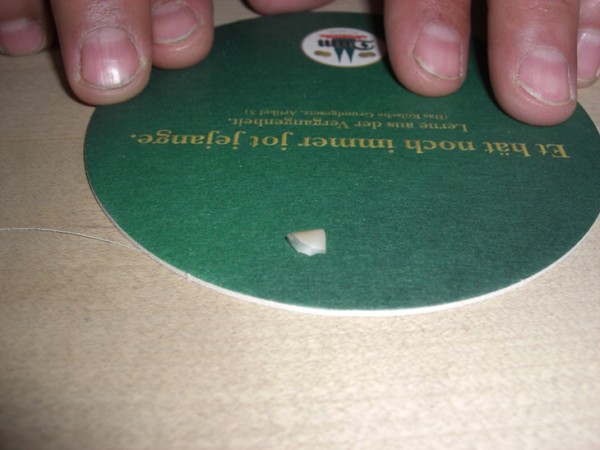 Et hät noch immer jot jejange.
Lerne aus der Vergangenheit.
(Das Kölsche Grundgesetz, Artikel 3)